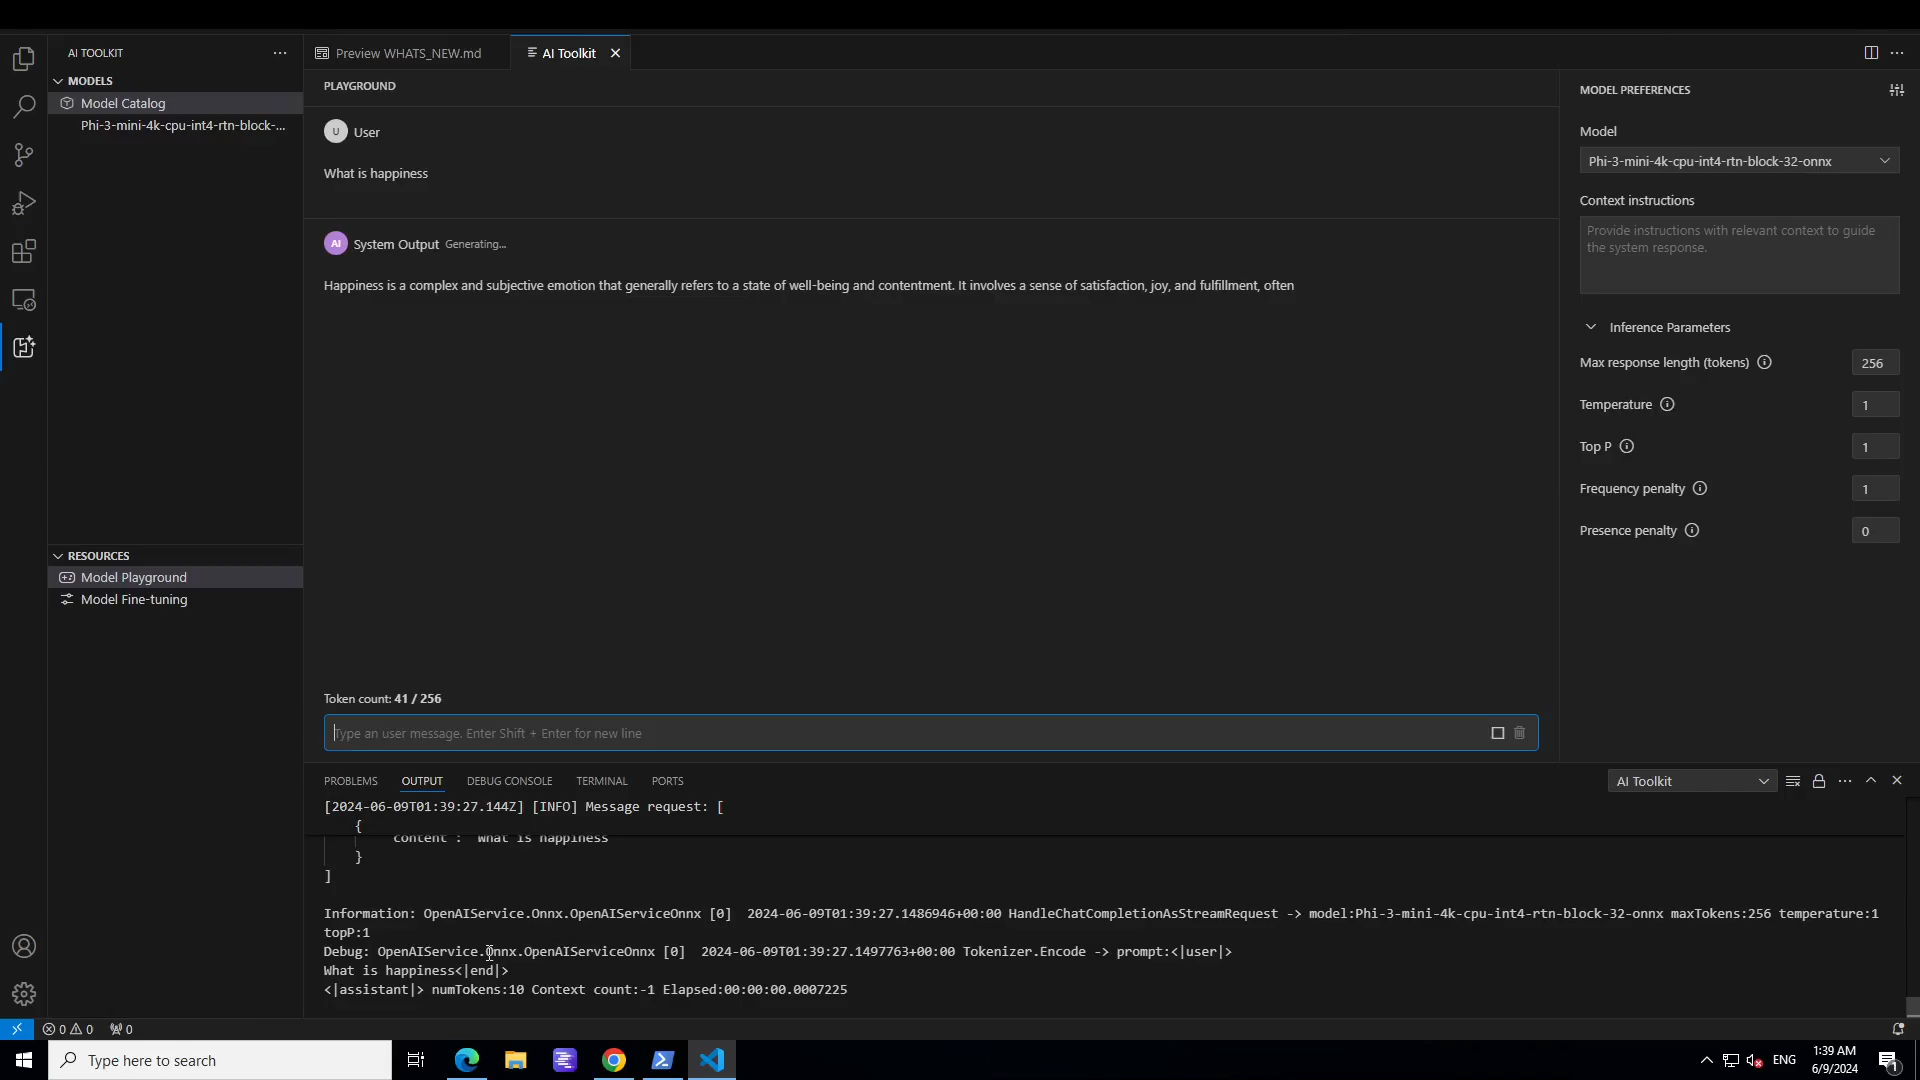 AI TOOLKIT
Preview WHATS_NEW.md
AI Toolkit
MODELS
Model Catalog
Phi-3-mini-4k-cpu-int4-rtn-block-...
RESOURCES
Model Playground
Model Fine-tuning
PLAYGROUND
U User
What is happiness
AI System Output Generating...
Happiness is a complex and subjective emotion that generally refers to a state of well-being and contentment. It involves a sense of satisfaction, joy, and fulfillment, often
Token count: 41 / 256
Type an user message. Enter Shift + Enter for new line
MODEL PREFERENCES
Model
Phi-3-mini-4k-cpu-int4-rtn-block-32-onnx
Context instructions
Provide instructions with relevant context to guide
the system response.
Inference Parameters
Max response length (tokens) 256
Temperature 1
Top P 1
Frequency penalty 1
Presence penalty 0
PROBLEMS OUTPUT DEBUG CONSOLE TERMINAL PORTS
AI Toolkit
[2024-06-09T01:39:27.144Z] [INFO] Message request: [
{
content : What is happiness
}
]
Information: OpenAIService.Onnx.OpenAIServiceOnnx [0] 2024-06-09T01:39:27.1486946+00:00 HandleChatCompletionAsStreamRequest -> model:Phi-3-mini-4k-cpu-int4-rtn-block-32-onnx maxTokens:256 temperature:1
topP:1
Debug: OpenAIService.Onnx.OpenAIServiceOnnx [0] 2024-06-09T01:39:27.1497763+00:00 Tokenizer.Encode -> prompt:<|user|>
What is happiness<|end|>
<|assistant|> numTokens:10 Context count:-1 Elapsed:00:00:00.0007225
0 0 0
Type here to search
ENG
1:39 AM
6/9/2024
1